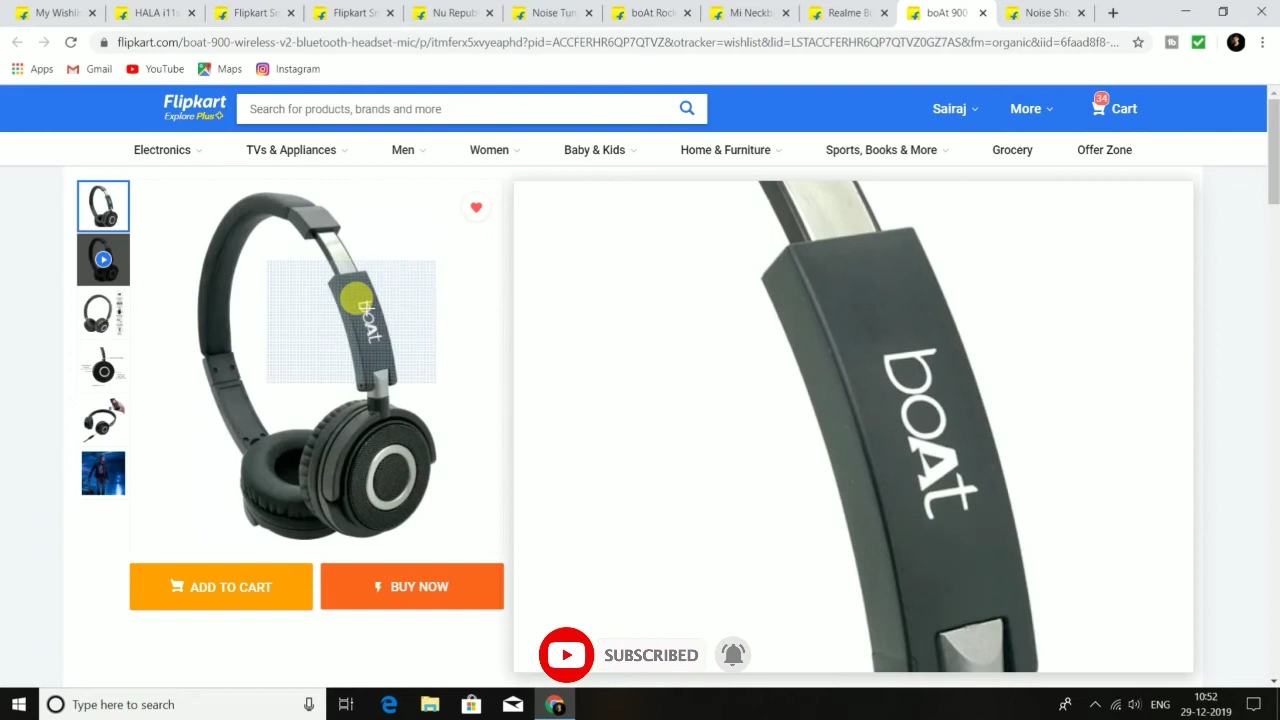 My Wishli
HALA i11s
Flipkart Se
Flipkart Sm
Nu Repub
Noise Tun
boAt Rock
Mi Neckb
Realme Bu
boAt 900
Noise Sho
flipkart.com/boat-900-wireless-v2-bluetooth-headset-mic/p/itmferx5xvyeaphd?pid=ACCFERHR6QP7QTVZ&otracker=wishlist&lid=LSTACCFERHR6QP7QTVZ0GZ7AS&fm=organic&iid=6faad8f8-...
Apps
Gmail
YouTube
Maps
Instagram
Flipkart
Explore Plus
Search for products, brands and more
Sairaj
More
34
Cart
Electronics
TVs & Appliances
Men
Women
Baby & Kids
Home & Furniture
Sports, Books & More
Grocery
Offer Zone
boAt
boAt
ADD TO CART
BUY NOW
SUBSCRIBED
Type here to search
ENG
10:52
29-12-2019